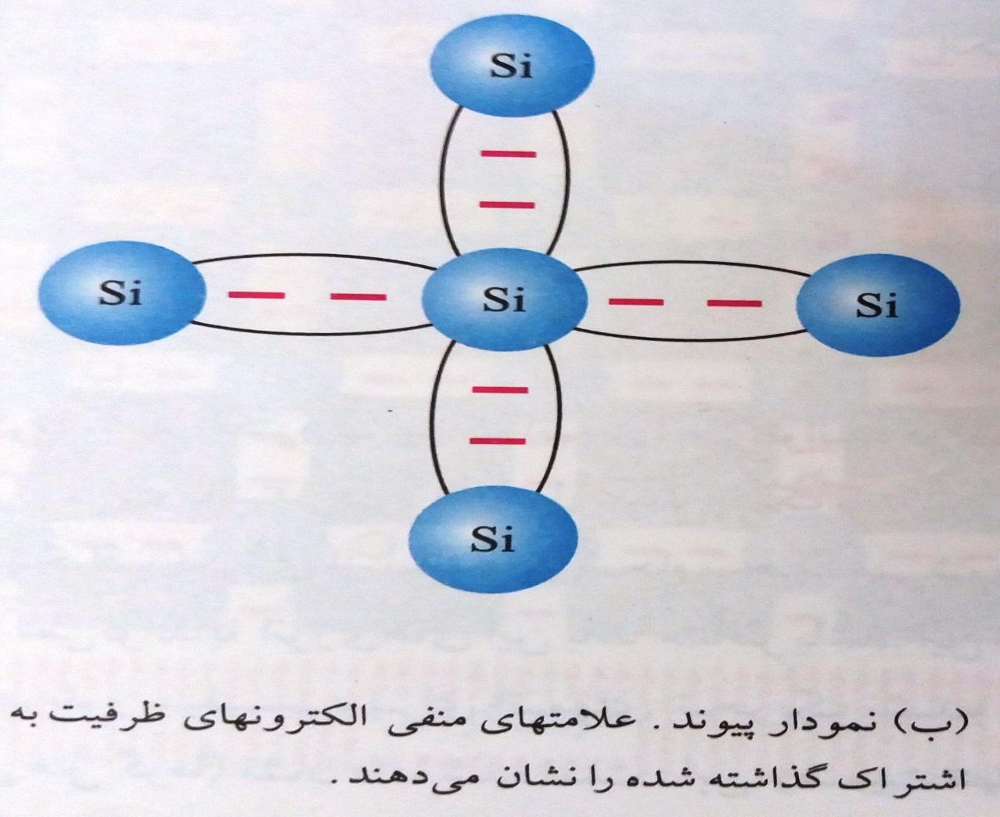 Si
Si Si Si
Si
(ب) نمودار پیوند. علامتهای منفی الکترونهای ظرفیت به
اشتراک گذاشته شده را نشان می‌دهند.